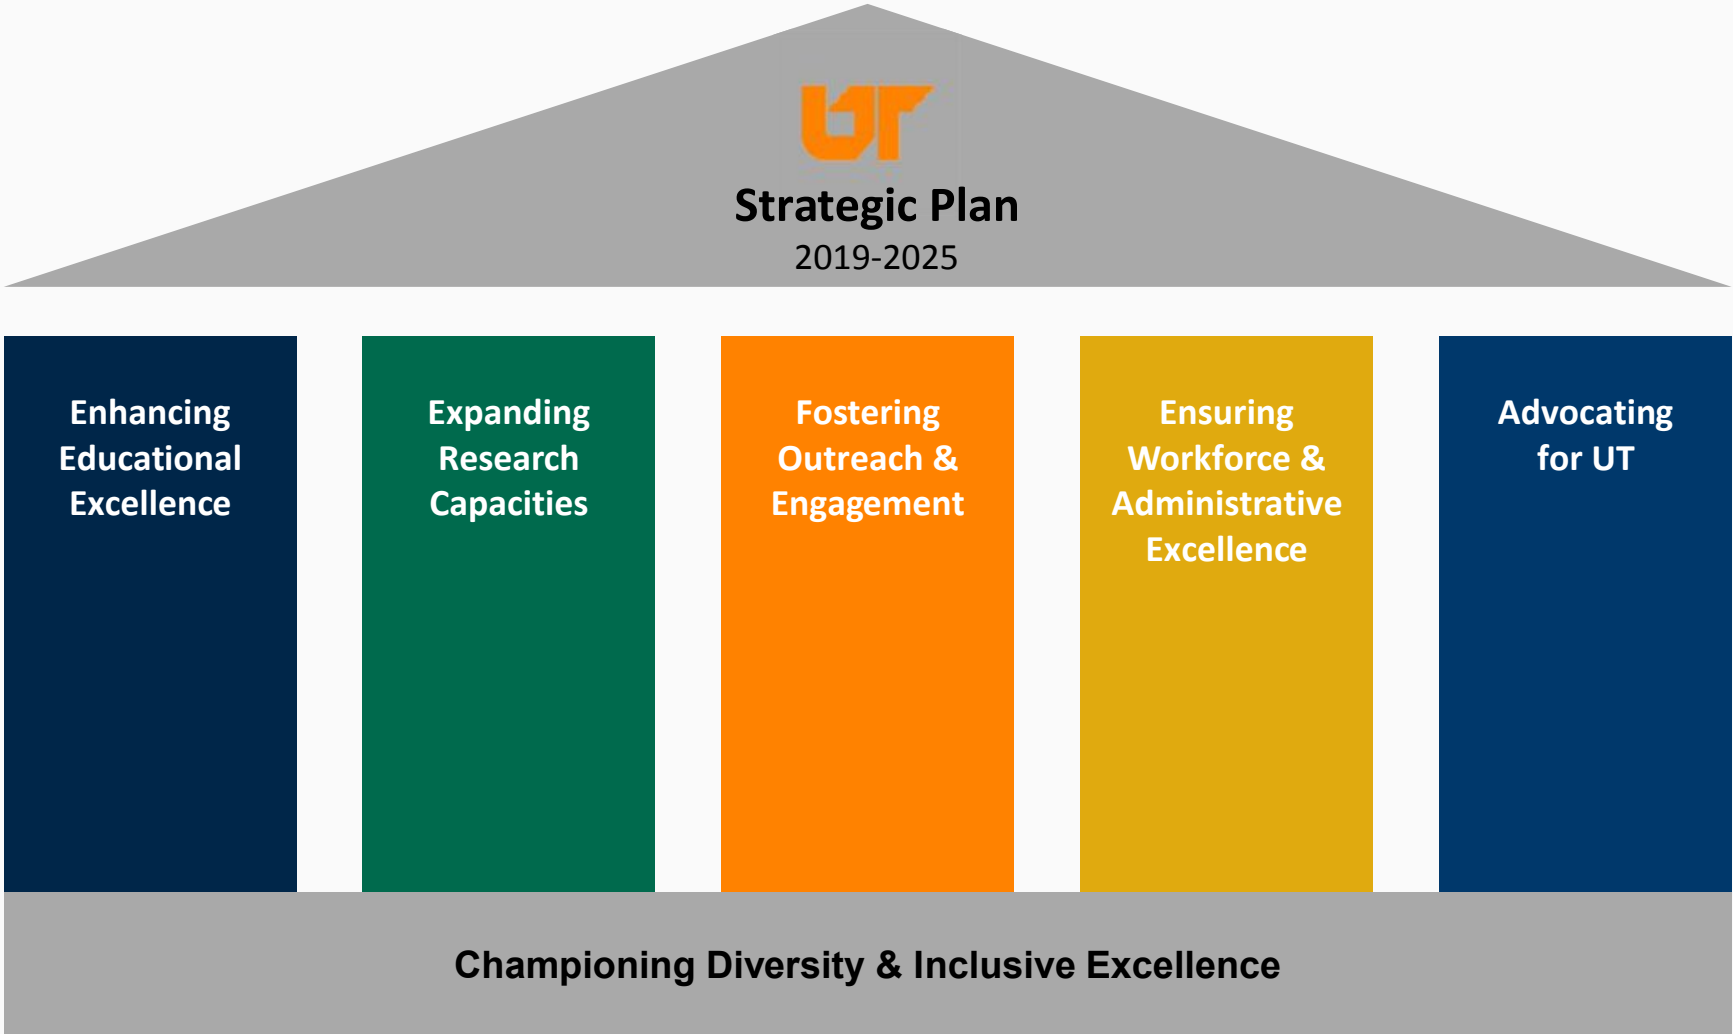 UT
Strategic Plan
2019-2025
Enhancing
Educational
Excellence
Expanding
Research
Capacities
Fostering
Outreach &
Engagement
Ensuring
Workforce &
Administrative
Excellence
Advocating
for UT
Championing Diversity & Inclusive Excellence